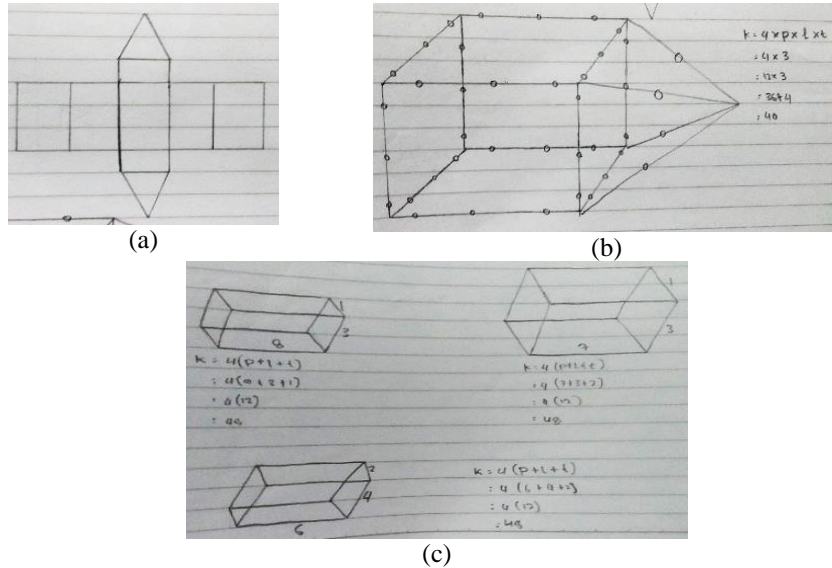 (a)
K = 4 x p x l x t
= 4 x 3
= 12 x 3
= 36 + 4
= 40
(b)
1
3
8
K = 4 (p + l + t)
= 4 (8 + 3 + 1)
= 4 (12)
= 48
1
3
7
K = 4 (p + l + t)
= 4 (7 + 3 + 2)
= 4 (12)
= 48
2
4
6
K = 4 (p + l + t)
= 4 (6 + 4 + 2)
= 4 (12)
= 48
(c)